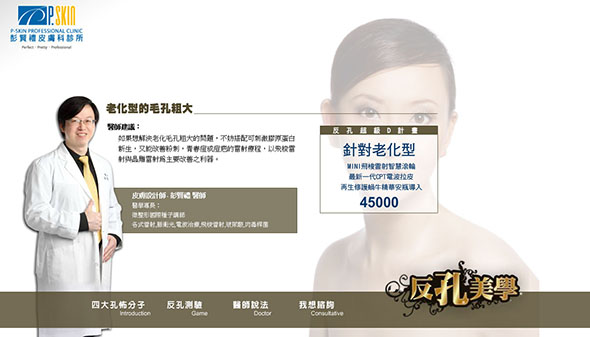 P.SKIN
P-SKIN PROFESSIONAL CLINIC
彭賢禮皮膚科診所
Perfect．Pretty．Professional
老化型的毛孔粗大
醫師建議：
如果想解決老化毛孔粗大的問題，不妨搭配可刺激膠原蛋白
新生，又能改善粉刺、青春痘或痘疤的雷射療程，以飛梭雷
射與晶雕雷射為主要改善之利器。
反孔超級D計畫
針對老化型
MINI飛梭雷射智慧滾輪
最新一代CPT電波拉皮
再生修護蝸牛精華安瓶導入
45000
皮膚設計師-彭賢禮 醫師
醫學專長：
微整形國際種子講師
各式雷射,脈衝光,電波治療,飛梭雷射,玻尿酸,肉毒桿菌
四大孔怖分子
Introduction
反孔測驗
Game
醫師說法
Doctor
我想諮詢
Consultative
反孔美學